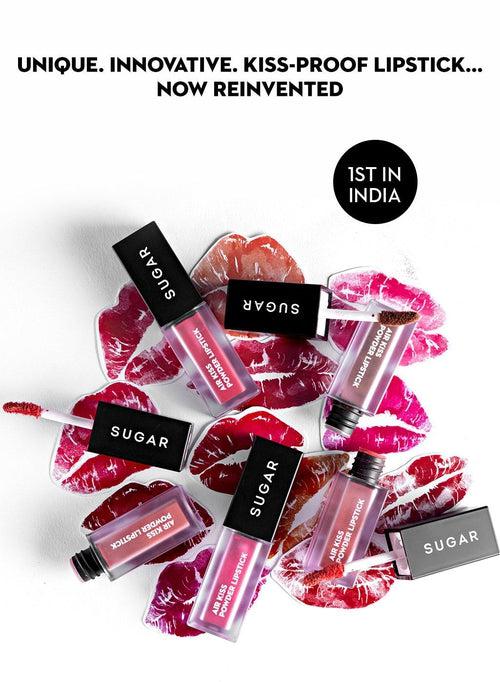 UNIQUE. INNOVATIVE. KISS-PROOF LIPSTICK...
NOW REINVENTED
1ST IN
INDIA
SUGAR
AIR KISS
POWDER LIPSTICK
SUGAR
AIR KISS
POWDER LIPSTICK
SUGAR
AIR KISS
POWDER LIPSTICK
SUGAR
AIR KISS
POWDER LIPSTICK
SUGAR
AIR KISS
POWDER LIPSTICK